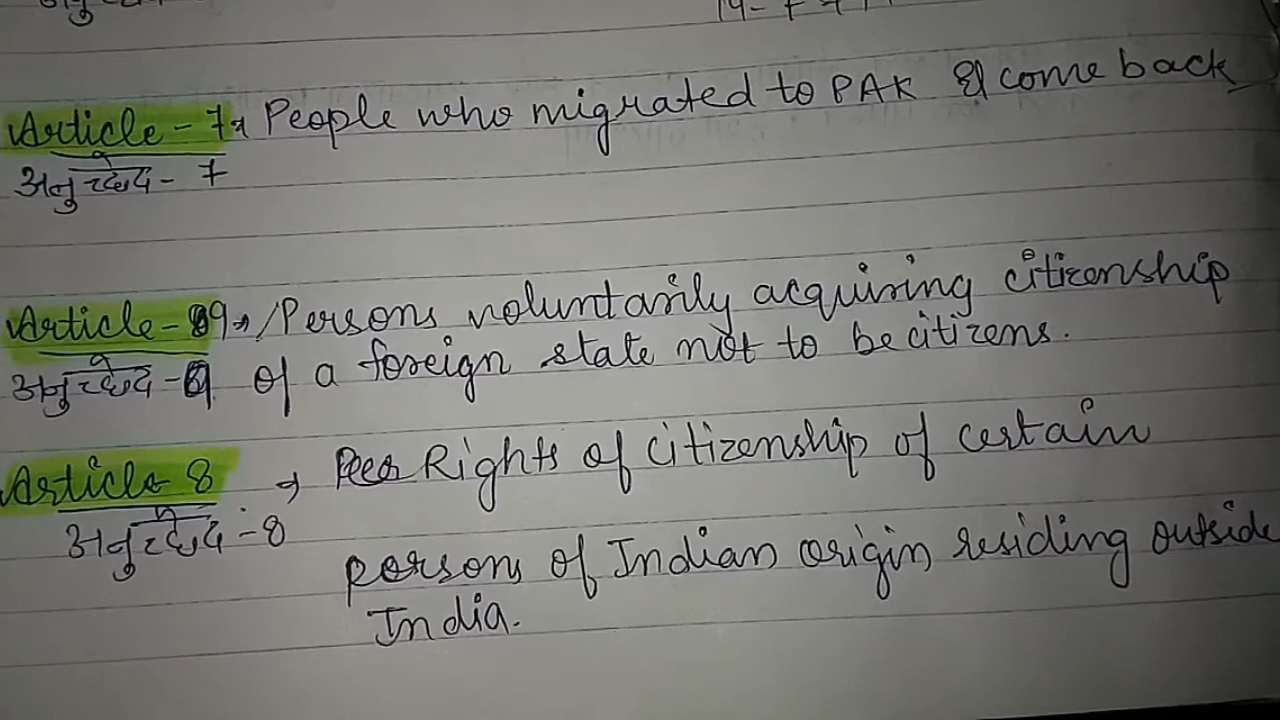 Article - 7→ People who migrated to PAK & come back
अनुच्छेद - 7
Article - 9→ Persons voluntarily acquiring citizenship
अनुच्छेद - 9 of a foreign state not to be citizens.
Article 8 → Rights of citizenship of certain
अनुच्छेद - 8
persons of Indian origin residing outside
India.